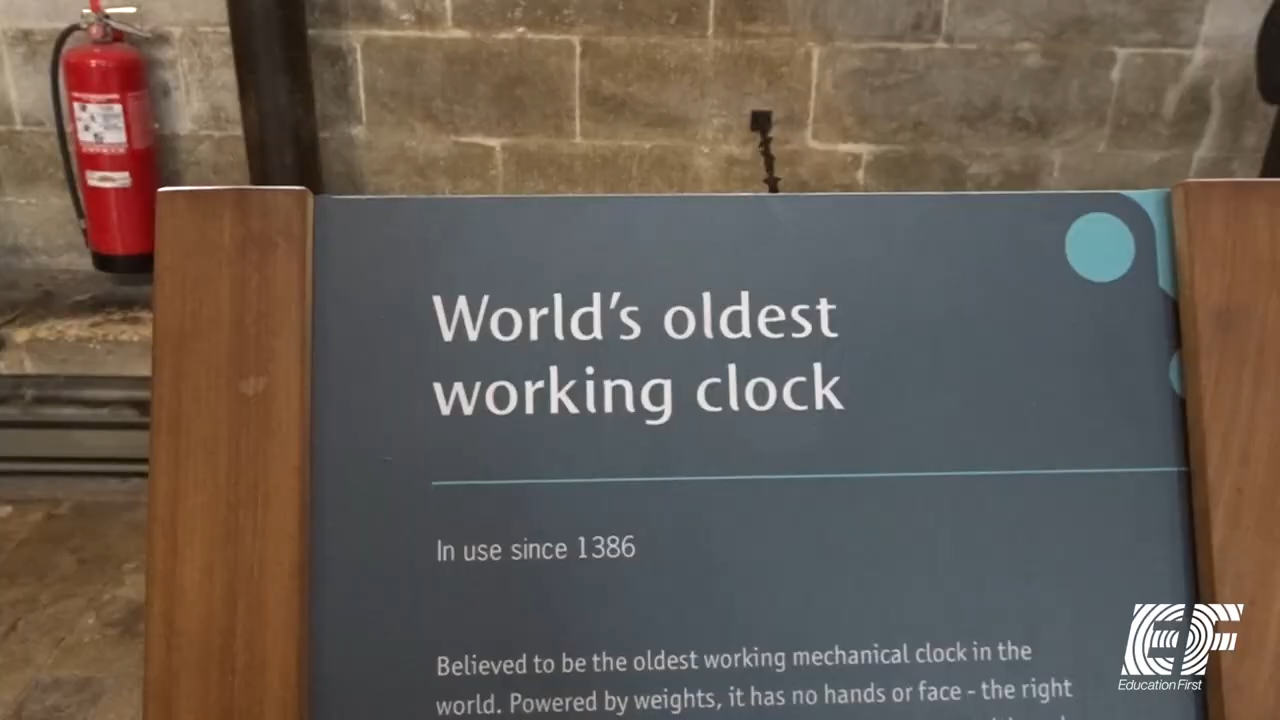 World's oldest
working clock
In use since 1386
Believed to be the oldest working mechanical clock in the
world. Powered by weights, it has no hands or face - the right
EF
Education First